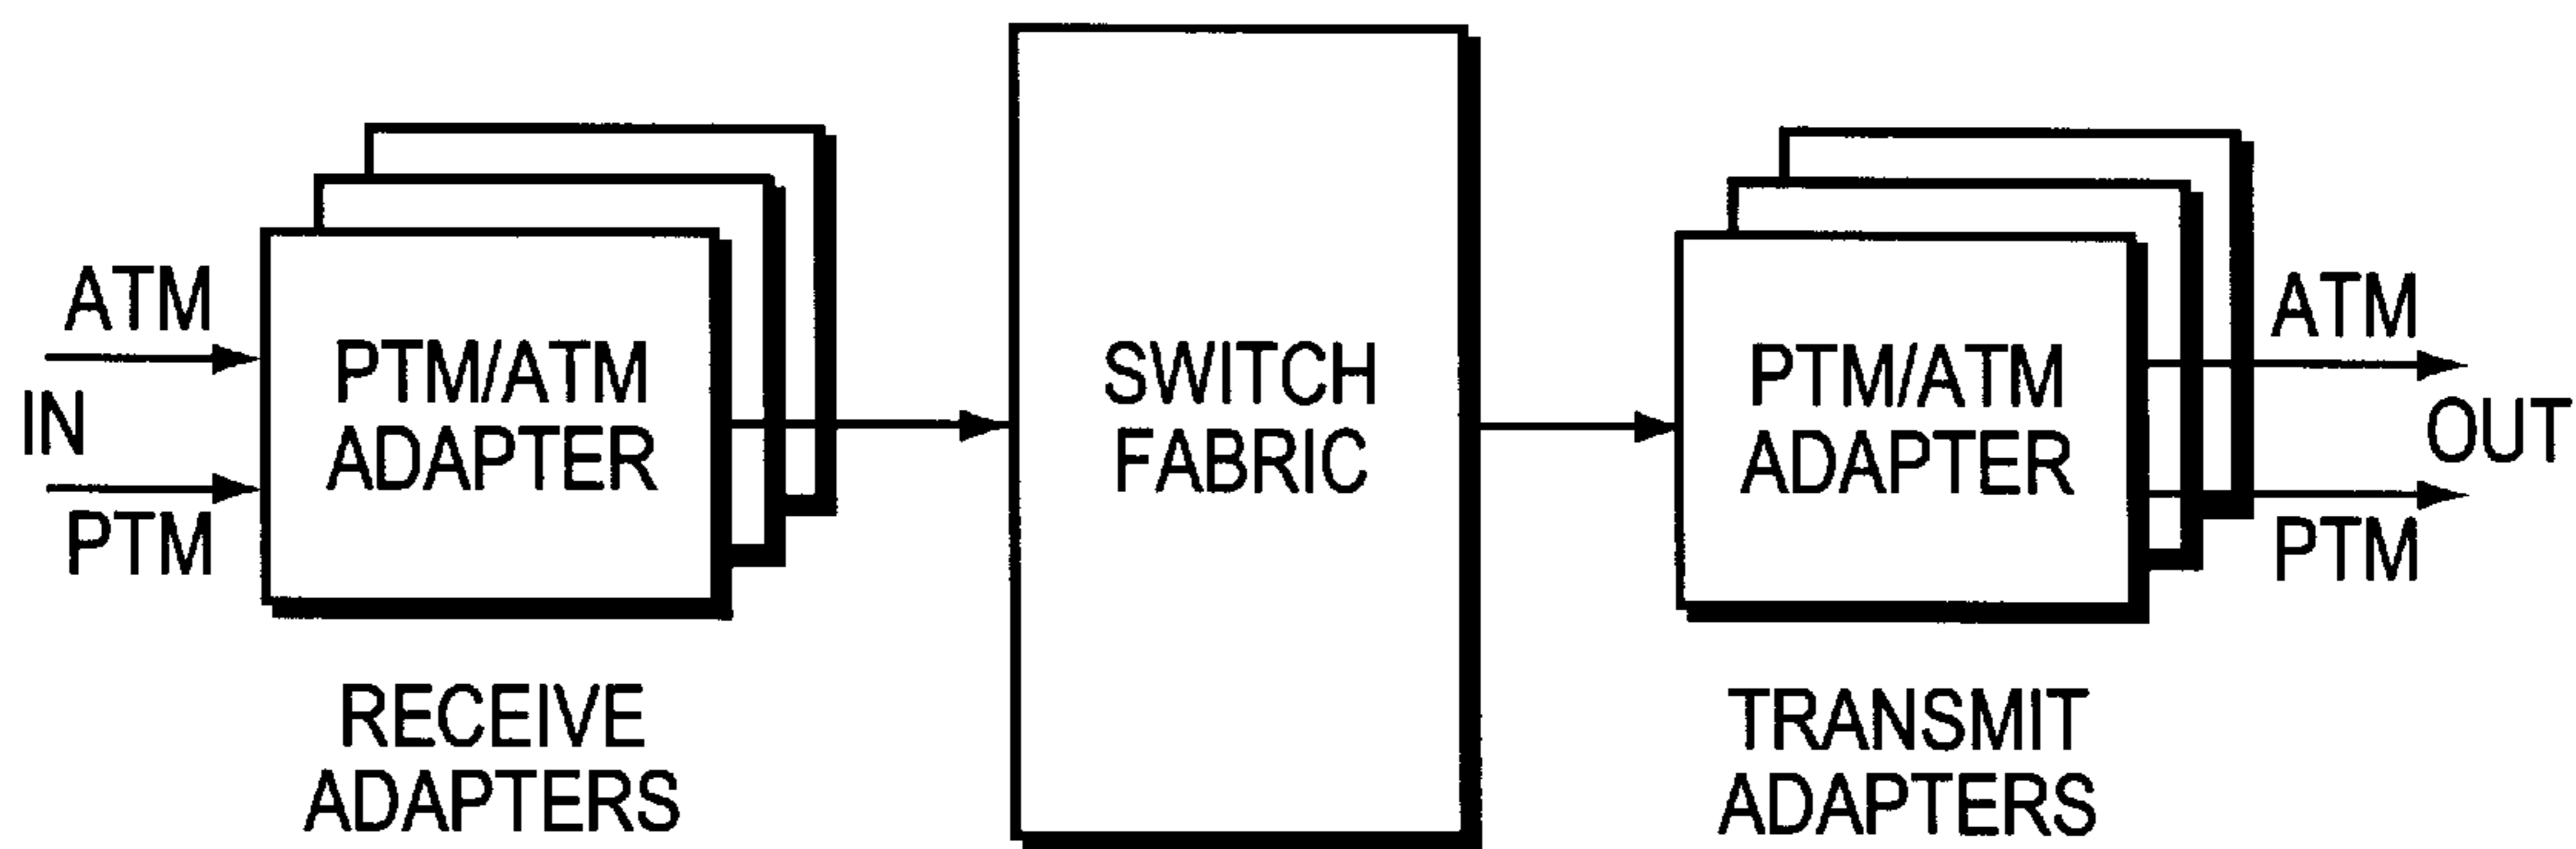 ATM
IN
PTM
PTM/ATM
ADAPTER
RECEIVE
ADAPTERS
SWITCH
FABRIC
PTM/ATM
ADAPTER
TRANSMIT
ADAPTERS
ATM
OUT
PTM